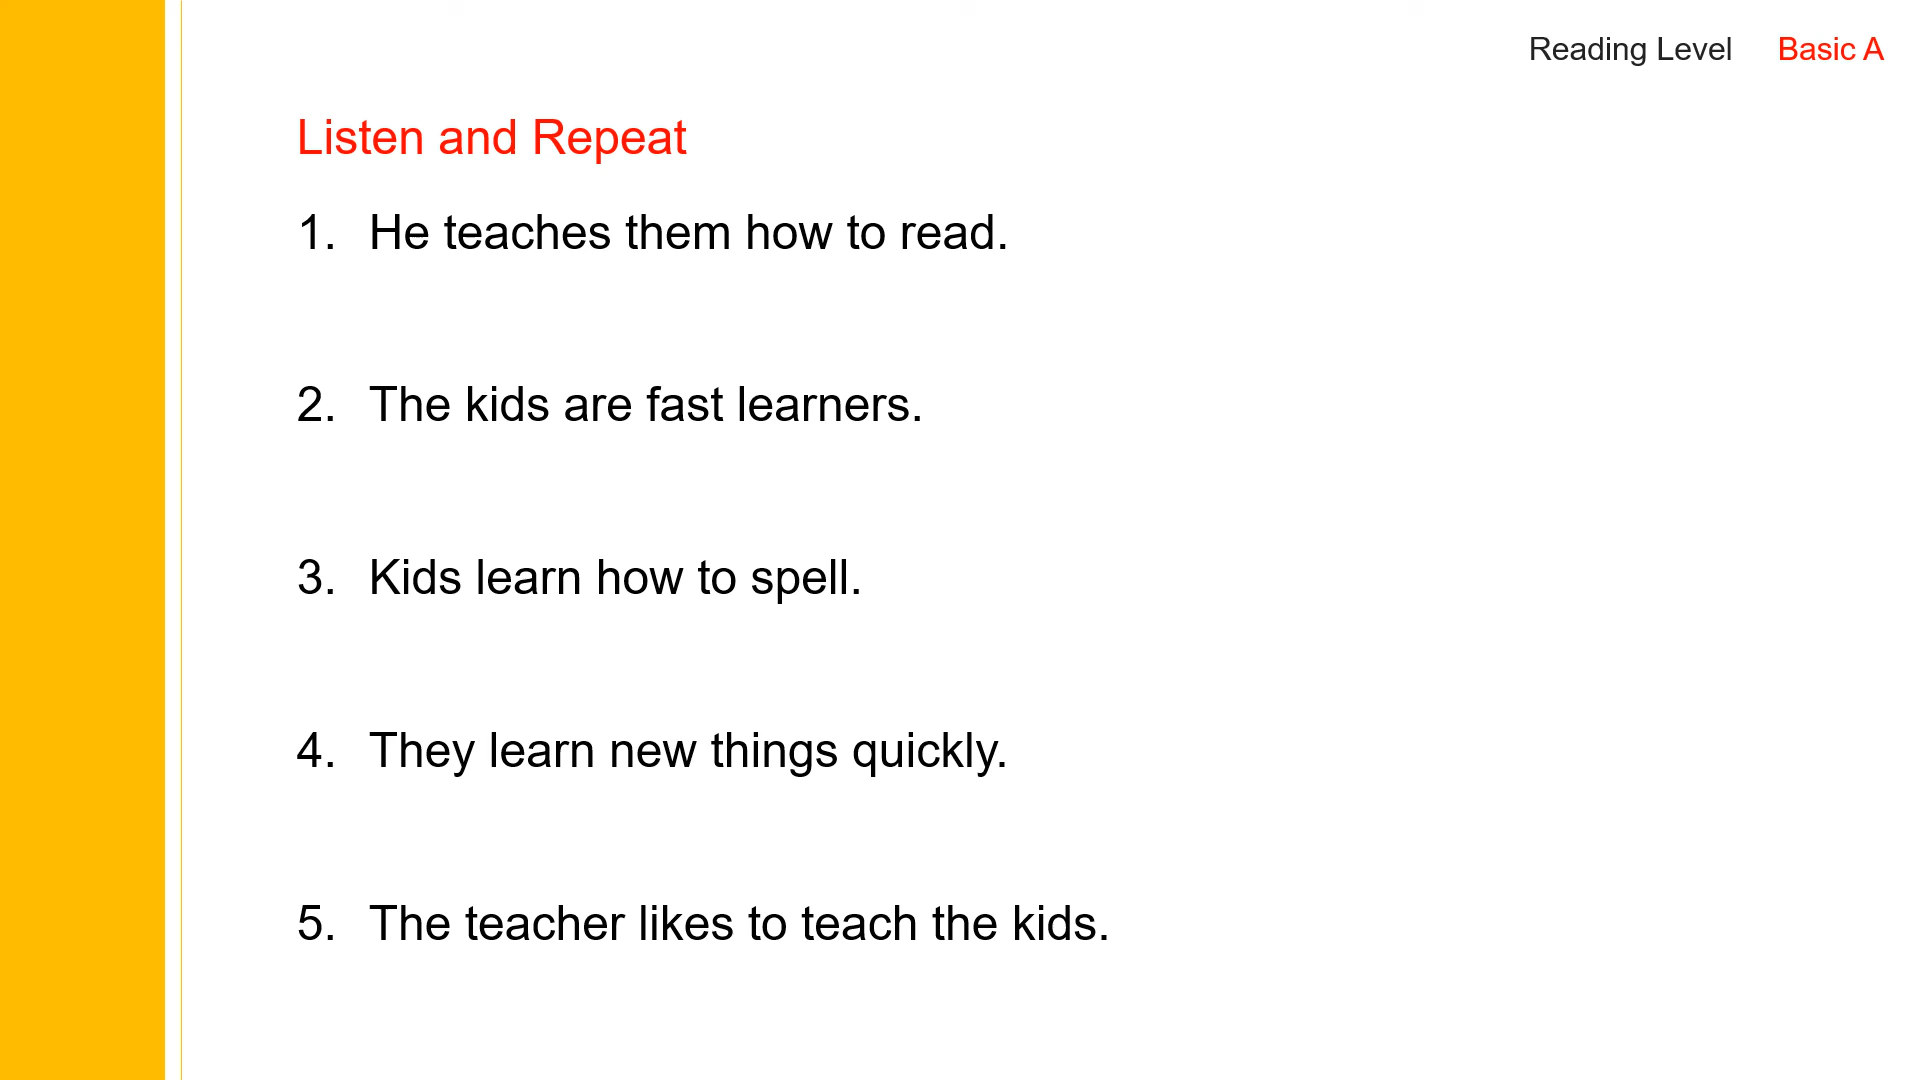 Reading Level Basic A
Listen and Repeat
1. He teaches them how to read.
2. The kids are fast learners.
3. Kids learn how to spell.
4. They learn new things quickly.
5. The teacher likes to teach the kids.